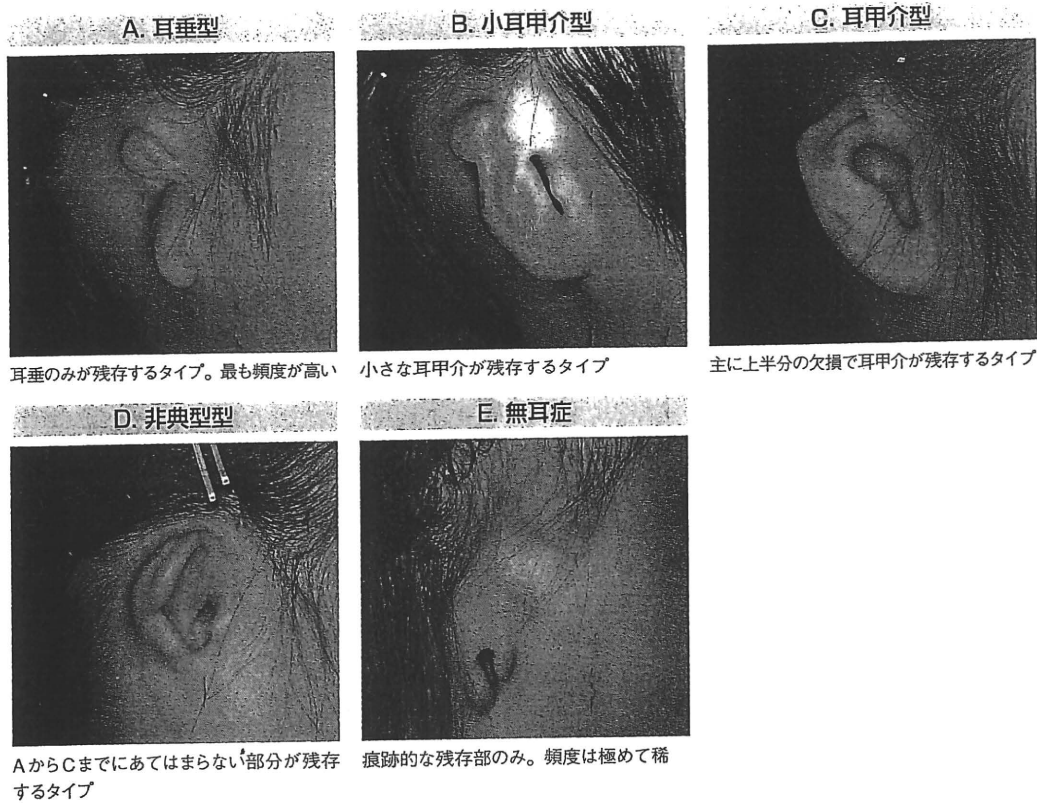 A. 耳垂型
B. 小耳甲介型
C. 耳甲介型
耳垂のみが残存するタイプ。最も頻度が高い
小さな耳甲介が残存するタイプ
主に上半分の欠損で耳甲介が残存するタイプ
D. 非典型型
E. 無耳症
AからCまでにあてはまらない部分が残存
するタイプ
痕跡的な残存部のみ。頻度は極めて稀